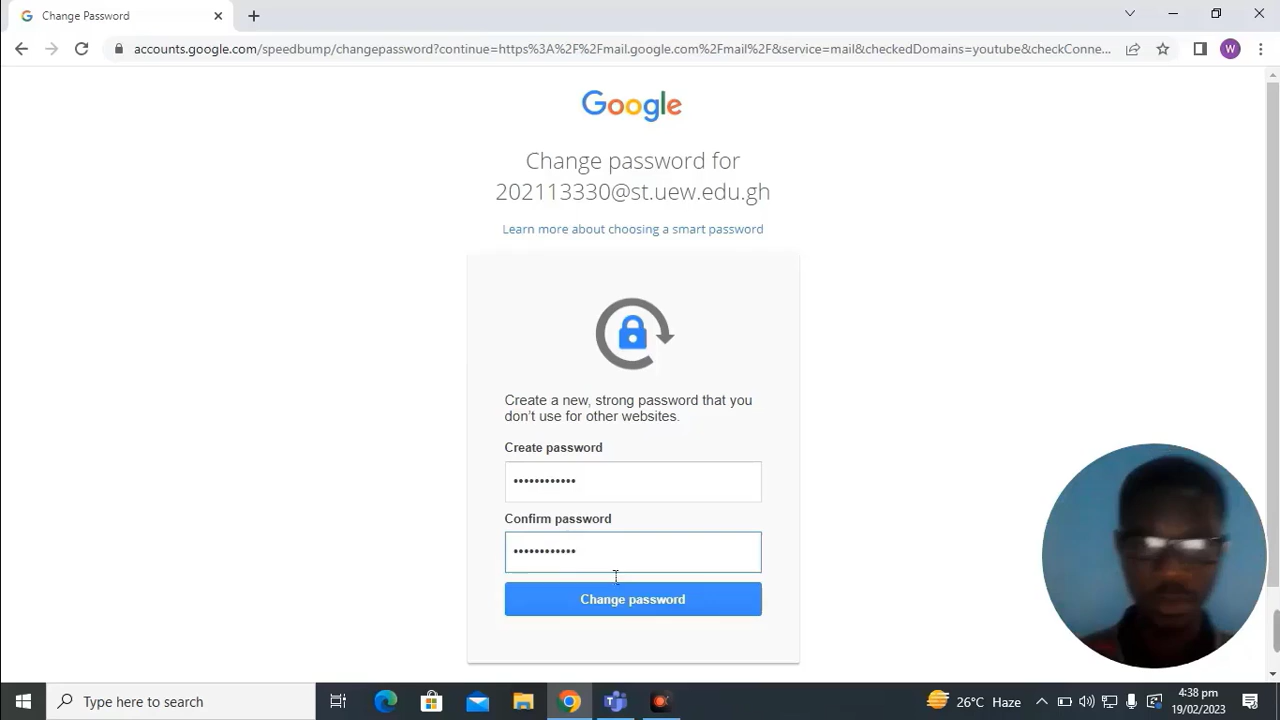 Change Password
accounts.google.com/speedbump/changepassword?continue=https%3A%2F%2Fmail.google.com%2Fmail%2F&service=mail&checkedDomains=youtube&checkConne...
W
Google
Change password for
202113330@st.uew.edu.gh
Learn more about choosing a smart password
Create a new, strong password that you
don't use for other websites.
Create password
••••••••••••
Confirm password
••••••••••••
Change password
Type here to search
26°C Haze
4:38 pm
19/02/2023